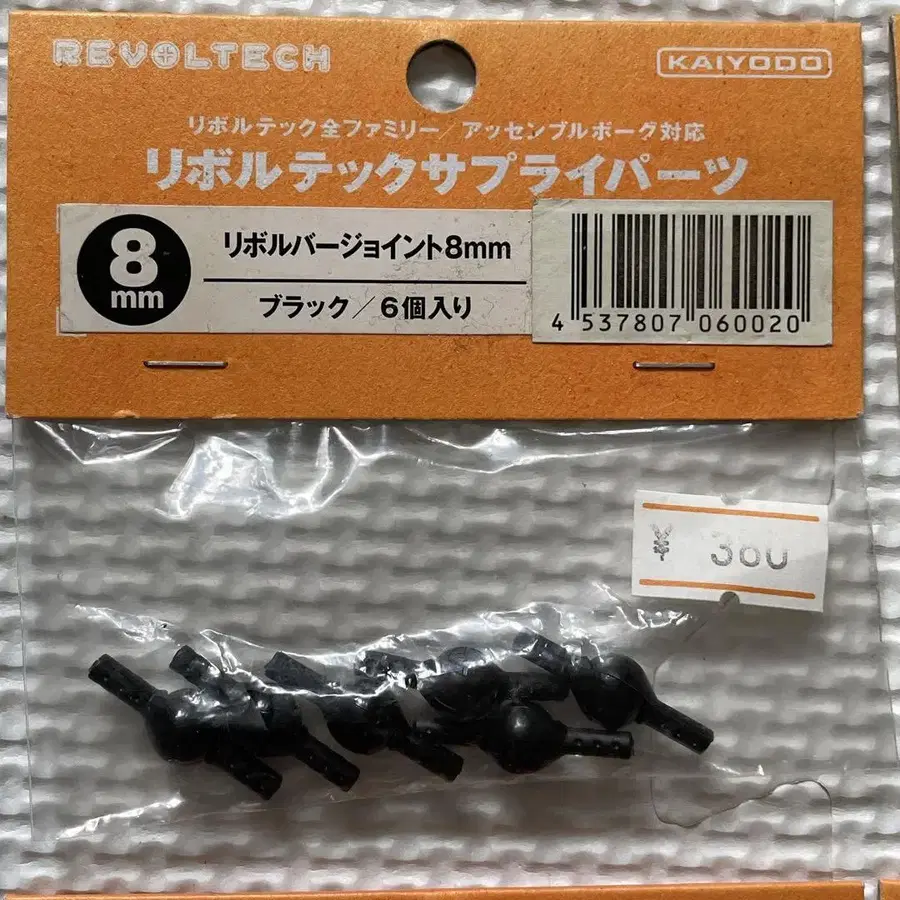 REVOLTECH
KAIYODO
リボルテック全ファミリー/アッセンブルボーグ対応
リボルテックサプライパーツ
8
mm
リボルバージョイント8mm
ブラック/6個入り
4 537807 060020
¥ 380